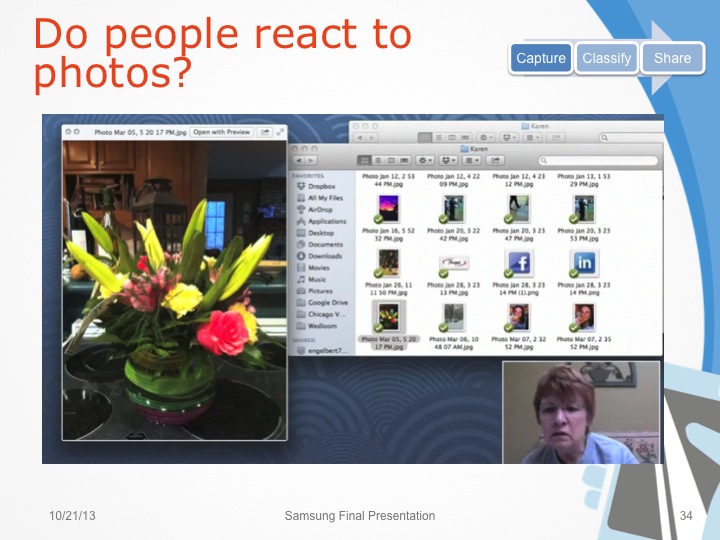 Do people react to
photos?
Capture Classify Share
Photo Mar 05, 5 20 17 PM.jpg Open with Preview
Karen
Karen
FAVORITES
Dropbox
All My Files
AirDrop
Applications
Desktop
Documents
Downloads
Movies
Music
Pictures
Google Drive
Chicago V...
Wedloom
SHARED
engelbert7...
Photo Jan 12, 2 53 Photo Jan 12, 4 22 Photo Jan 12, 4 23 Photo Jan 13, 1 53
44 PM.jpg 09 PM.jpg 12 PM.jpg 29 PM.jpg
Photo Jan 16, 5 52 Photo Jan 20, 3 22 Photo Jan 20, 3 23 Photo Jan 20, 3 23
32 PM.jpg 42 PM.jpg 47 PM.jpg 53 PM.jpg
f
in
Photo Jan 26, 11 Photo Jan 28, 3 23 Photo Jan 28, 3 23 Photo Jan 28, 3 23
11 50 PM.jpg 13 PM.jpg 14 PM (1).png 14 PM.png
Photo Mar 05, 5 20 Photo Mar 06, 10 Photo Mar 07, 2 32 Photo Mar 07, 2 35
17 PM.jpg 48 07 AM.jpg 52 PM.jpg 52 PM.jpg
10/21/13 Samsung Final Presentation 34